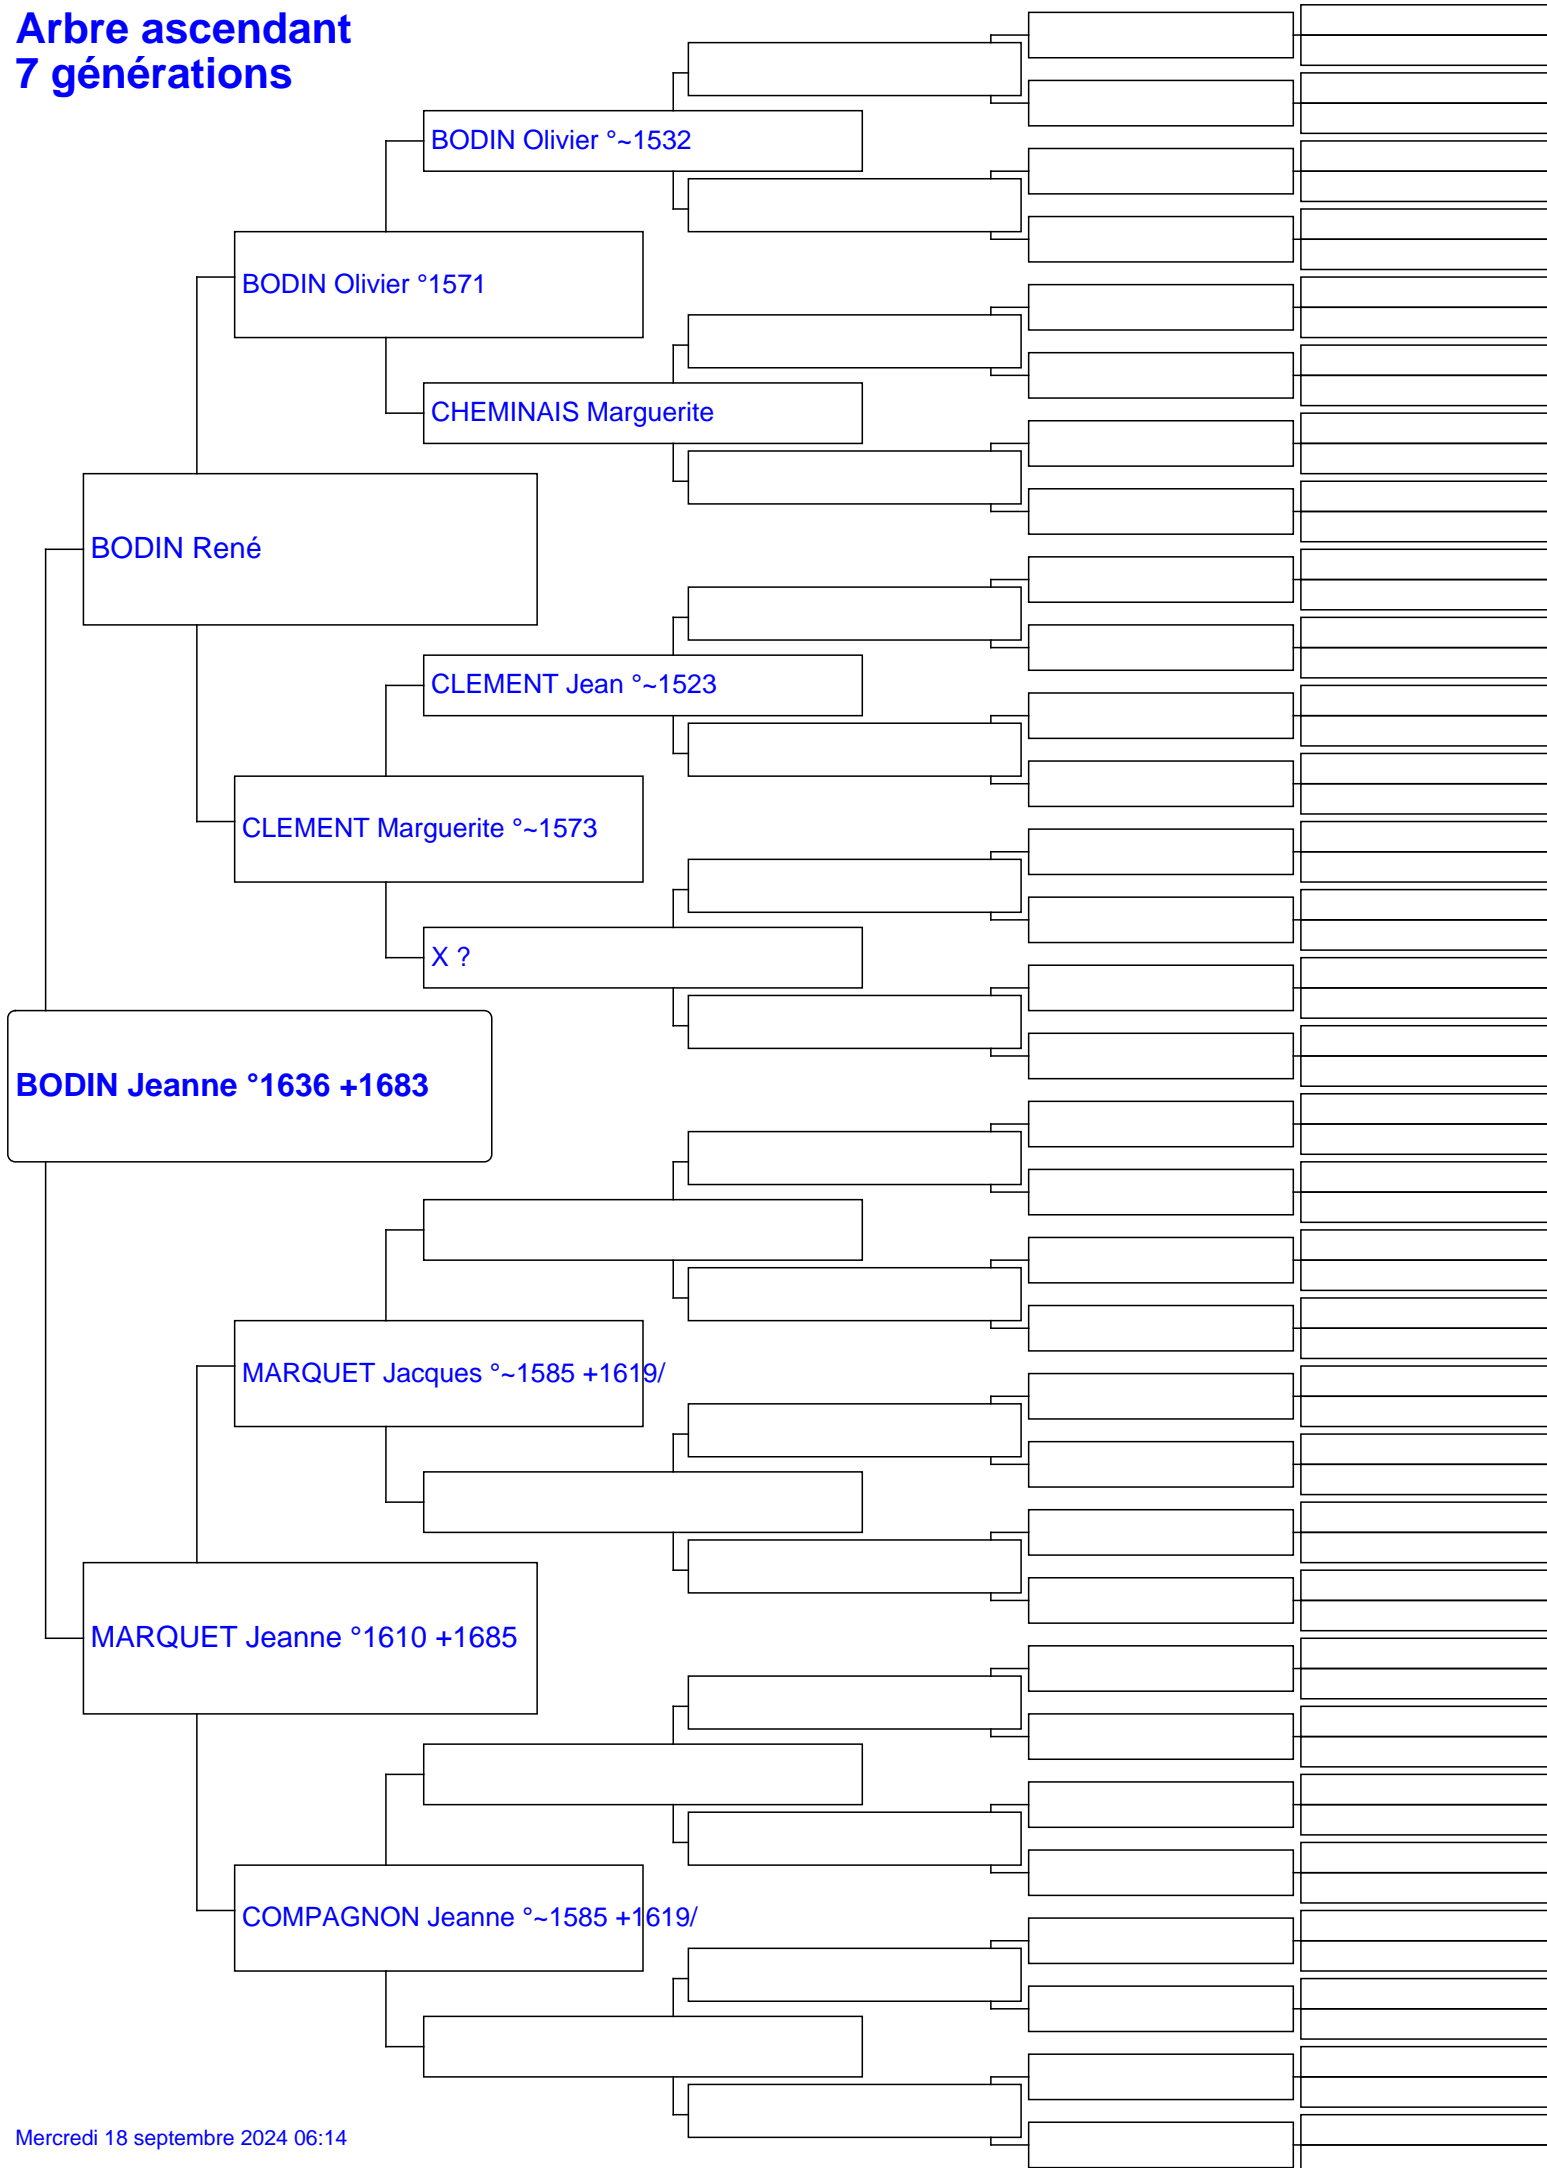 Arbre ascendant
7 générations
BODIN Olivier °~1532
BODIN Olivier °1571
CHEMINAIS Marguerite
BODIN René
CLEMENT Jean °~1523
CLEMENT Marguerite °~1573
X ?
BODIN Jeanne °1636 +1683
MARQUET Jacques °~1585 +1619/
MARQUET Jeanne °1610 +1685
COMPAGNON Jeanne °~1585 +1619/
Mercredi 18 septembre 2024 06:14